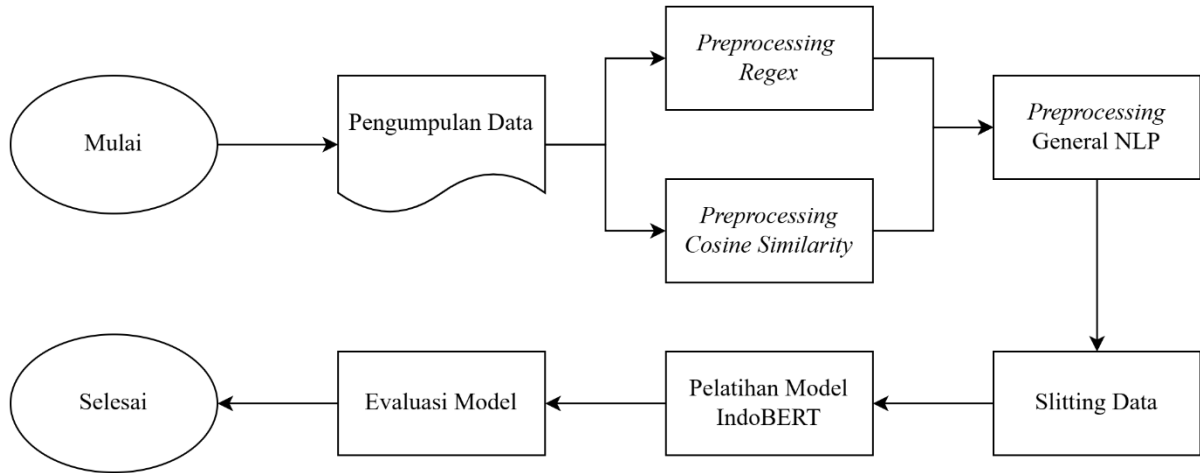 Mulai
Pengumpulan Data
Preprocessing
Regex
Preprocessing
Cosine Similarity
Preprocessing
General NLP
Slitting Data
Pelatihan Model
IndoBERT
Evaluasi Model
Selesai